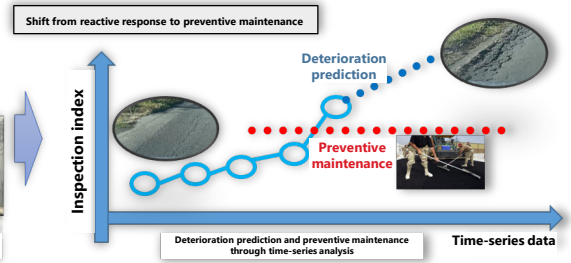 Shift from reactive response to preventive maintenance
Deterioration
prediction
Inspection index
Preventive
maintenance
Time-series data
Deterioration prediction and preventive maintenance
through time-series analysis